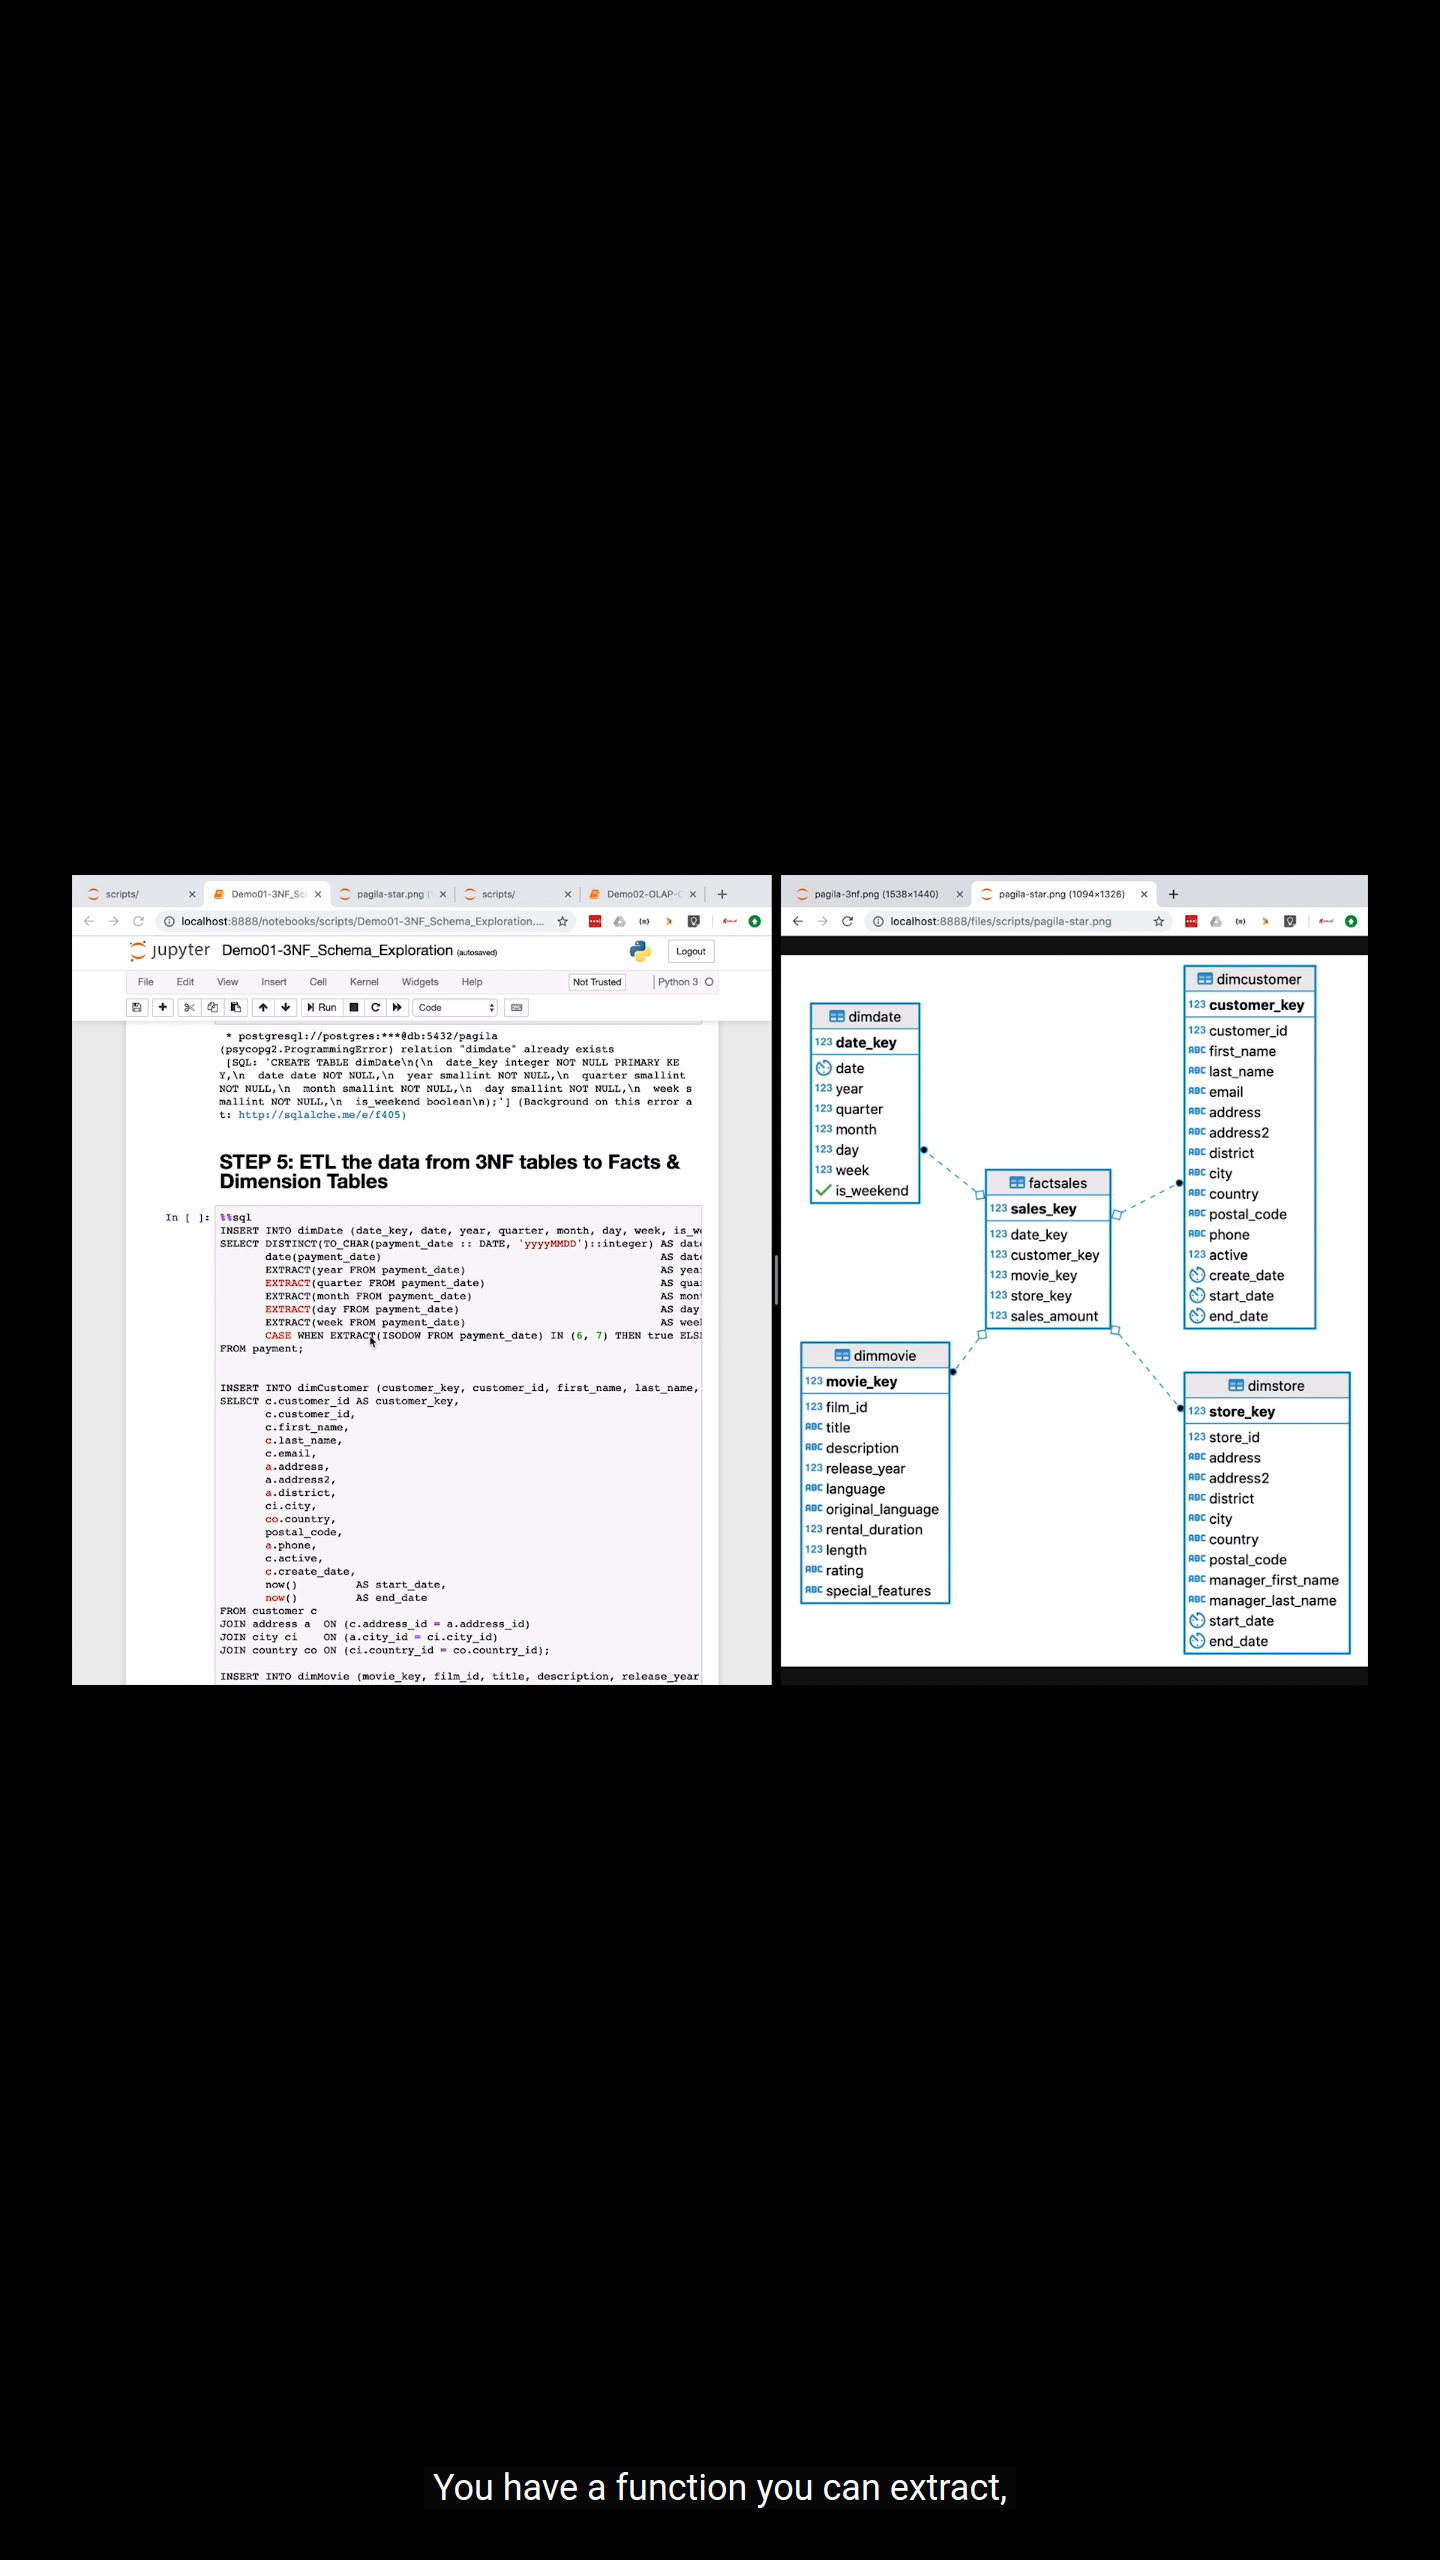 scripts/
Demo01-3NF_Sc
pagila-star.png (
scripts/
Demo02-OLAP-C
localhost:8888/notebooks/scripts/Demo01-3NF_Schema_Exploration....
jupyter Demo01-3NF_Schema_Exploration (autosaved)
Logout
File Edit View Insert Cell Kernel Widgets Help
Not Trusted
Python 3
Run
Code
* postgresql://postgres:***@db:5432/pagila
(psycopg2.ProgrammingError) relation "dimdate" already exists
[SQL: 'CREATE TABLE dimDate\n(\n  date_key integer NOT NULL PRIMARY KE
Y,\n  date date NOT NULL,\n  year smallint NOT NULL,\n  quarter smallint
NOT NULL,\n  month smallint NOT NULL,\n  day smallint NOT NULL,\n  week s
mallint NOT NULL,\n  is_weekend boolean\n);'] (Background on this error a
t: http://sqlalche.me/e/f405)
STEP 5: ETL the data from 3NF tables to Facts &
Dimension Tables
In [ ]:
%%sql
INSERT INTO dimDate (date_key, date, year, quarter, month, day, week, is_we
SELECT DISTINCT(TO_CHAR(payment_date :: DATE, 'yyyyMMDD')::integer) AS date
date(payment_date) AS date
EXTRACT(year FROM payment_date) AS year
EXTRACT(quarter FROM payment_date) AS quar
EXTRACT(month FROM payment_date) AS mont
EXTRACT(day FROM payment_date) AS day
EXTRACT(week FROM payment_date) AS week
CASE WHEN EXTRACT(ISODOW FROM payment_date) IN (6, 7) THEN true ELSE
FROM payment;
INSERT INTO dimCustomer (customer_key, customer_id, first_name, last_name,
SELECT c.customer_id AS customer_key,
c.customer_id,
c.first_name,
c.last_name,
c.email,
a.address,
a.address2,
a.district,
ci.city,
co.country,
postal_code,
a.phone,
c.active,
c.create_date,
now() AS start_date,
now() AS end_date
FROM customer c
JOIN address a  ON (c.address_id = a.address_id)
JOIN city ci    ON (a.city_id = ci.city_id)
JOIN country co ON (ci.country_id = co.country_id);
INSERT INTO dimMovie (movie_key, film_id, title, description, release_year
pagila-3nf.png (1538×1440)
pagila-star.png (1094×1326)
localhost:8888/files/scripts/pagila-star.png
dimdate
123 date_key
date
123 year
123 quarter
123 month
123 day
123 week
is_weekend
dimcustomer
123 customer_key
123 customer_id
ABC first_name
ABC last_name
ABC email
ABC address
ABC address2
ABC district
ABC city
ABC country
ABC postal_code
ABC phone
123 active
create_date
start_date
end_date
factsales
123 sales_key
123 date_key
123 customer_key
123 movie_key
123 store_key
123 sales_amount
dimmovie
123 movie_key
123 film_id
ABC title
ABC description
123 release_year
ABC language
ABC original_language
123 rental_duration
123 length
ABC rating
ABC special_features
dimstore
123 store_key
123 store_id
ABC address
ABC address2
ABC district
ABC city
ABC country
ABC postal_code
ABC manager_first_name
ABC manager_last_name
start_date
end_date
You have a function you can extract,